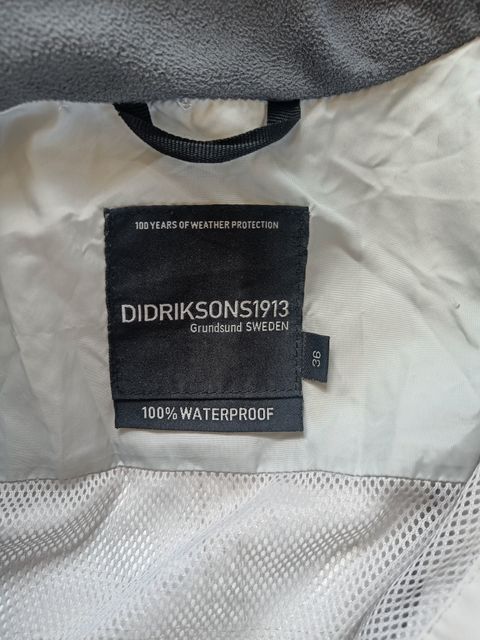 100 YEARS OF WEATHER PROTECTION
DIDRIKSONS1913
Grundsund SWEDEN
36
100% WATERPROOF